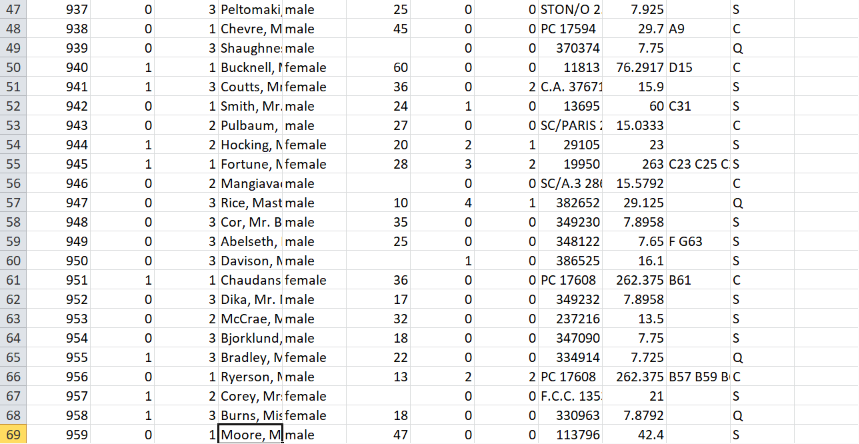 47 937 0 3 Peltomaki, male 25 0 0 STON/O 2 7.925 S
48 938 0 1 Chevre, M male 45 0 0 PC 17594 29.7 A9 C
49 939 0 3 Shaughne male 0 0 370374 7.75 Q
50 940 1 1 Bucknell, female 60 0 0 11813 76.2917 D15 C
51 941 1 3 Coutts, M female 36 0 2 C.A. 37671 15.9 S
52 942 0 1 Smith, Mr. male 24 1 0 13695 60 C31 S
53 943 0 2 Pulbaum, male 27 0 0 SC/PARIS 2 15.0333 C
54 944 1 2 Hocking, female 20 2 1 29105 23 S
55 945 1 1 Fortune, female 28 3 2 19950 263 C23 C25 C S
56 946 0 2 Mangiava male 0 0 SC/A.3 28 15.5792 C
57 947 0 3 Rice, Mast male 10 4 1 382652 29.125 Q
58 948 0 3 Cor, Mr. B male 35 0 0 349230 7.8958 S
59 949 0 3 Abelseth, male 25 0 0 348122 7.65 F G63 S
60 950 0 3 Davison, male 1 0 386525 16.1 S
61 951 1 1 Chaudans female 36 0 0 PC 17608 262.375 B61 C
62 952 0 3 Dika, Mr. male 17 0 0 349232 7.8958 S
63 953 0 2 McCrae, M male 32 0 0 237216 13.5 S
64 954 0 3 Bjorklund, male 18 0 0 347090 7.75 S
65 955 1 3 Bradley, M female 22 0 0 334914 7.725 Q
66 956 0 1 Ryerson, male 13 2 2 PC 17608 262.375 B57 B59 B C
67 957 1 2 Corey, Mr female 0 0 F.C.C. 135 21 S
68 958 1 3 Burns, Mis female 18 0 0 330963 7.8792 Q
69 959 0 1 Moore, M male 47 0 0 113796 42.4 S